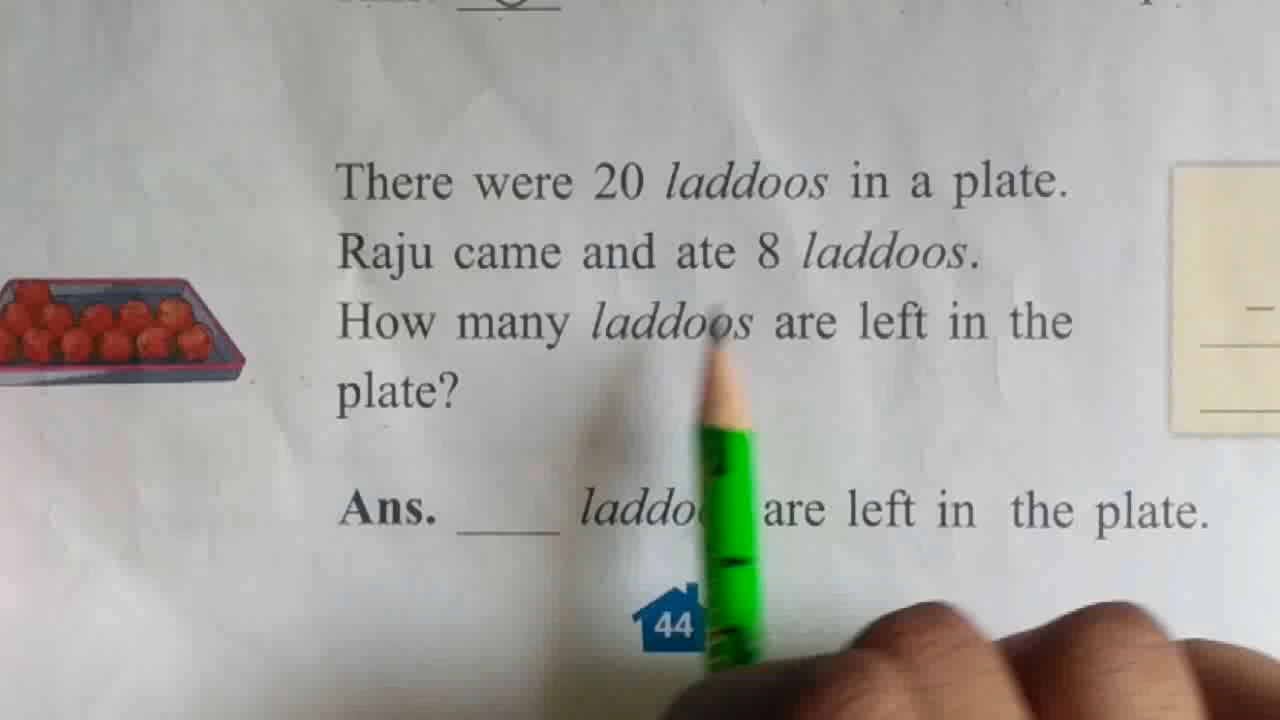 There were 20 laddoos in a plate.
Raju came and ate 8 laddoos.
How many laddoos are left in the
plate?
Ans. ____ are left in the plate.
44